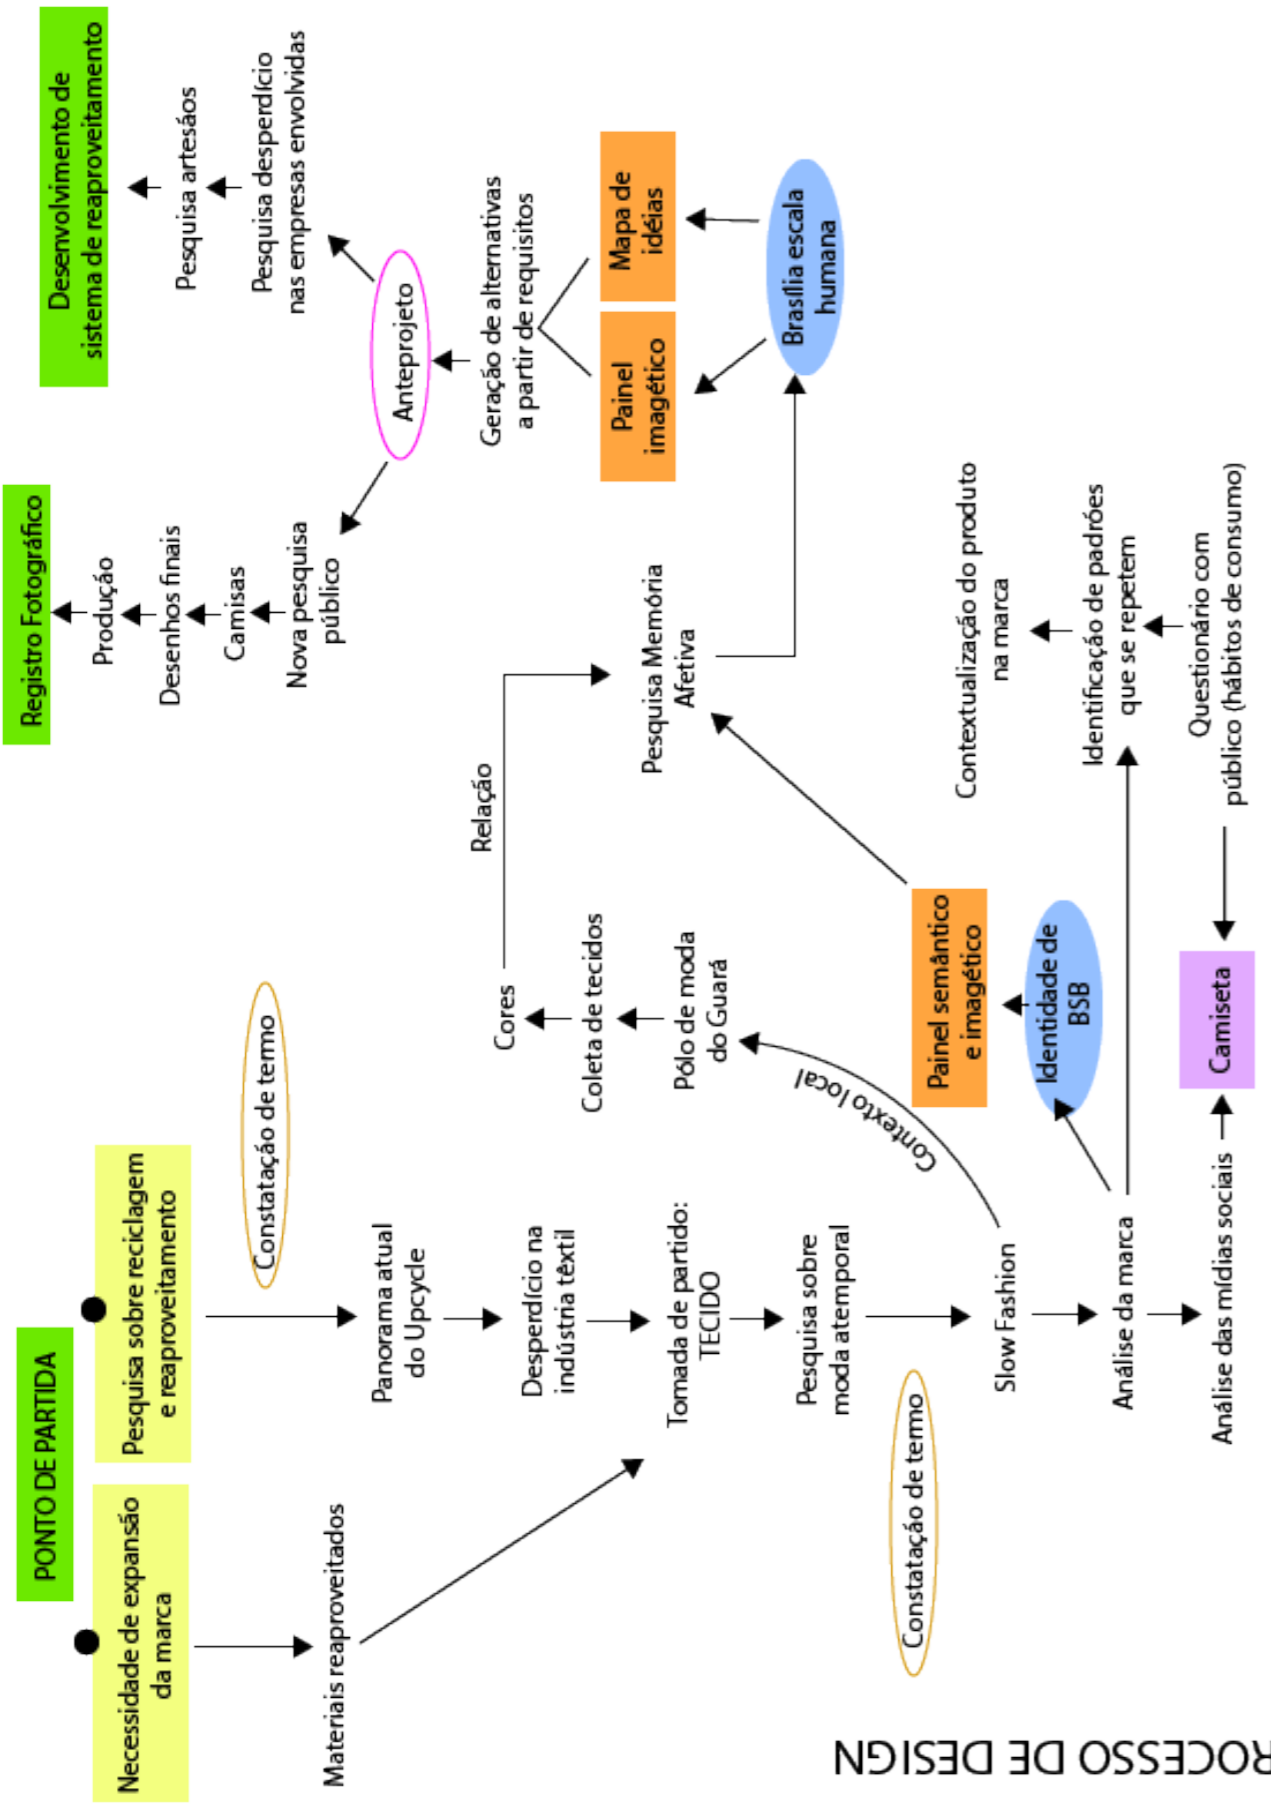 PONTO DE PARTIDA
Necessidade de expansão
da marca
Pesquisa sobre reciclagem
e reaproveitamento
Constatação de termo
Materiais reaproveitados
Panorama atual
do Upcycle
Desperdício na
indústria têxtil
Tomada de partido:
TECIDO
Pesquisa sobre
moda atemporal
Constatação de termo
Slow Fashion
Contexto local
Análise da marca
Análise das mídias sociais
Camiseta
Pólo de moda
do Guará
Coleta de tecidos
Cores
Relação
Identidade de
BSB
Painel semântico
e imagético
Questionário com
público (hábitos de consumo)
Identificação de padrões
que se repetem
Contextualização do produto
na marca
Pesquisa Memória
Afetiva
Brasília escala
humana
Painel
imagético
Mapa de
idéias
Geração de alternativas
a partir de requisitos
Anteprojeto
Nova pesquisa
público
Camisas
Desenhos finais
Produção
Registro Fotográfico
Pesquisa desperdício
nas empresas envolvidas
Pesquisa artesãos
Desenvolvimento de
sistema de reaproveitamento
ROCESSO DE DESIGN